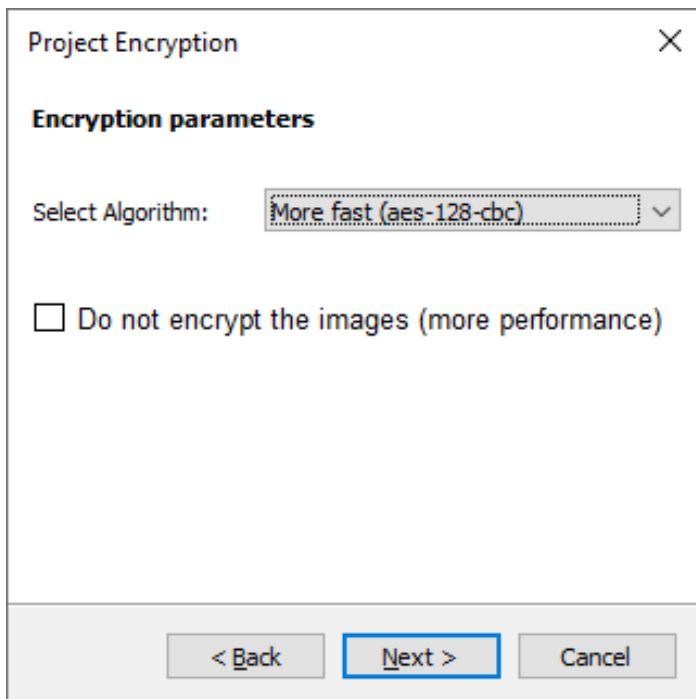 Project Encryption
Encryption parameters
Select Algorithm: More fast (aes-128-cbc)
Do not encrypt the images (more performance)
< Back Next > Cancel